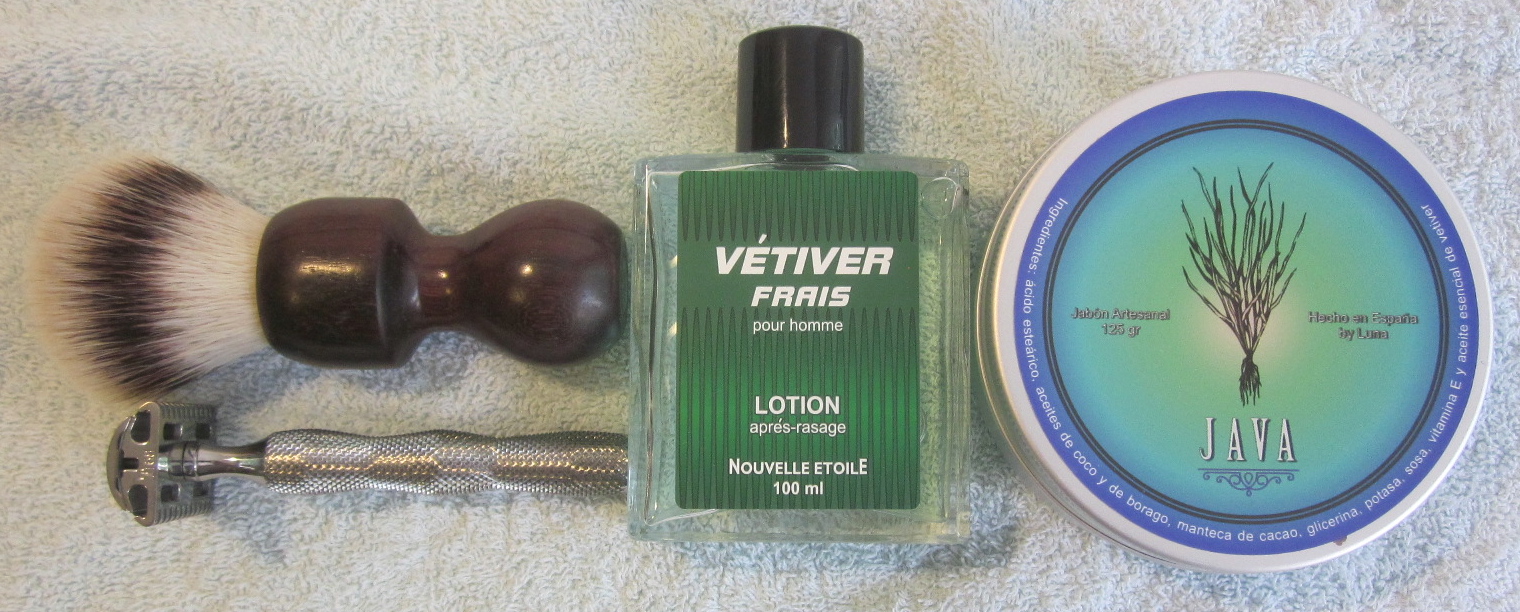 VÉTIVER
FRAIS
pour homme
LOTION
aprés-rasage
NOUVELLE ETOILE
100 ml
Ingredientes: ácido esteárico, aceites de coco y de borago, manteca de cacao, glicerina, potasa, sosa, vitamina E y aceite esencial de vetiver
Jabón Artesanal
125 gr
Hecho en España
by Luna
JAVA